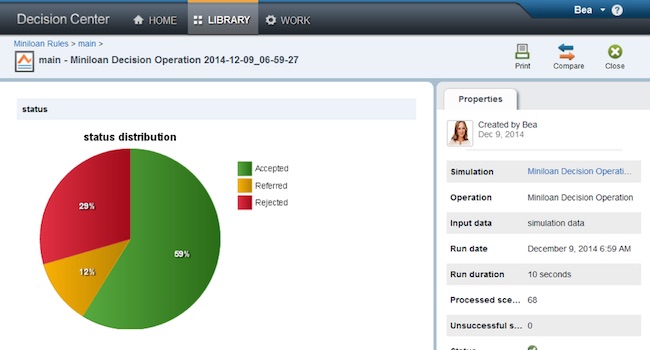 Decision Center
HOME
LIBRARY
WORK
Bea
?
Miniloan Rules > main >
main - Miniloan Decision Operation 2014-12-09_06-59-27
Print
Compare
Close
status
status distribution
Accepted
Referred
Rejected
29%
12%
59%
Properties
Created by Bea
Dec 9, 2014
Simulation Miniloan Decision Operati...
Operation Miniloan Decision Operation
Input data simulation data
Run date December 9, 2014 6:59 AM
Run duration 10 seconds
Processed sce... 68
Unsuccessful s... 0
Status